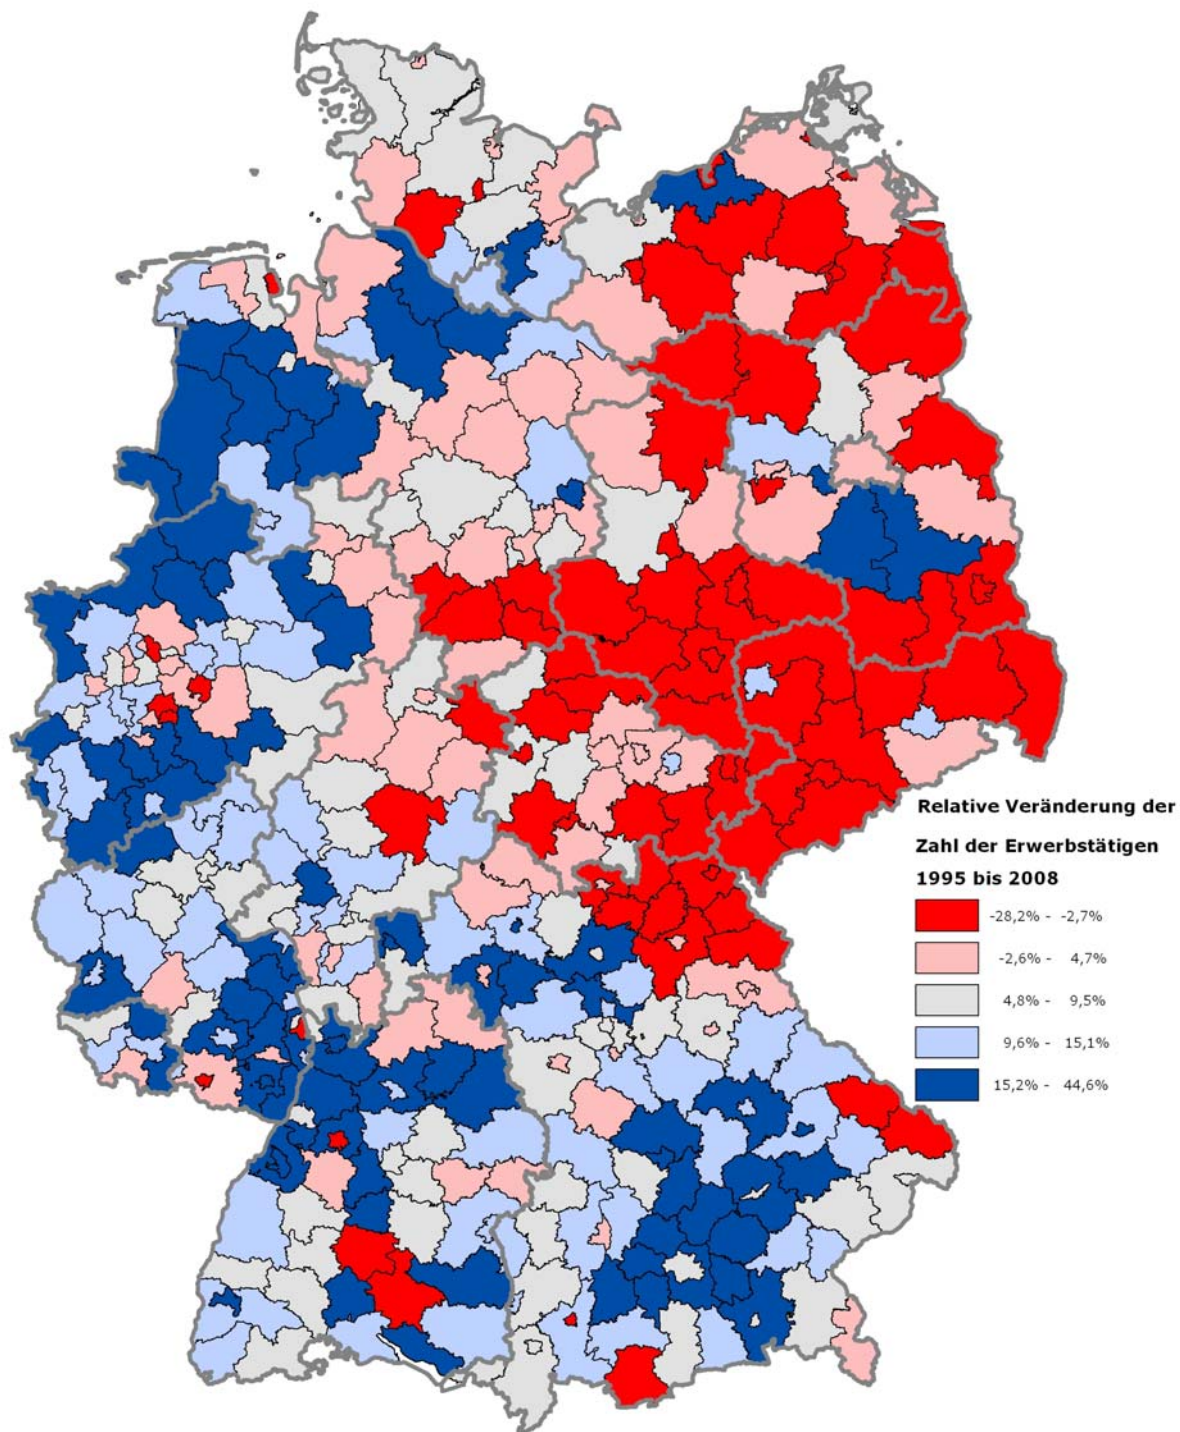 Relative Veränderung der
Zahl der Erwerbstätigen
1995 bis 2008
-28,2% - -2,7%
-2,6% - 4,7%
4,8% - 9,5%
9,6% - 15,1%
15,2% - 44,6%